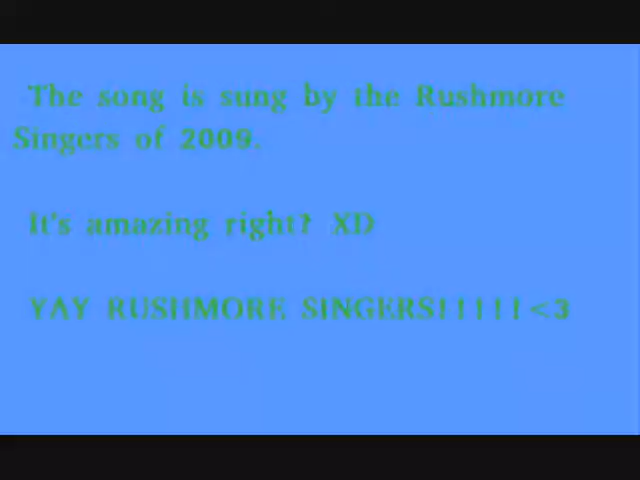 The song is sung by the Rushmore
Singers of 2009.
It's amazing right? XD
YAY RUSHMORE SINGERS!!!!!<3